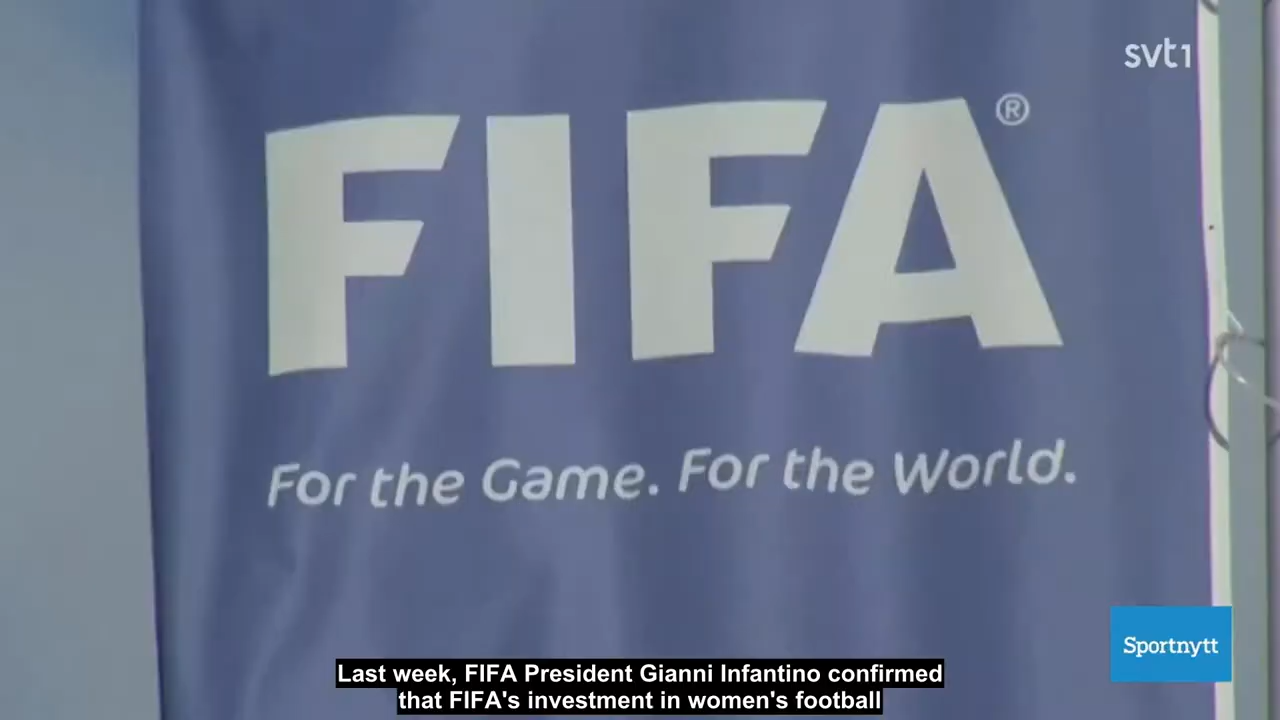 svt1
FIFA®
For the Game. For the World.
Sportnytt
Last week, FIFA President Gianni Infantino confirmed
that FIFA's investment in women's football